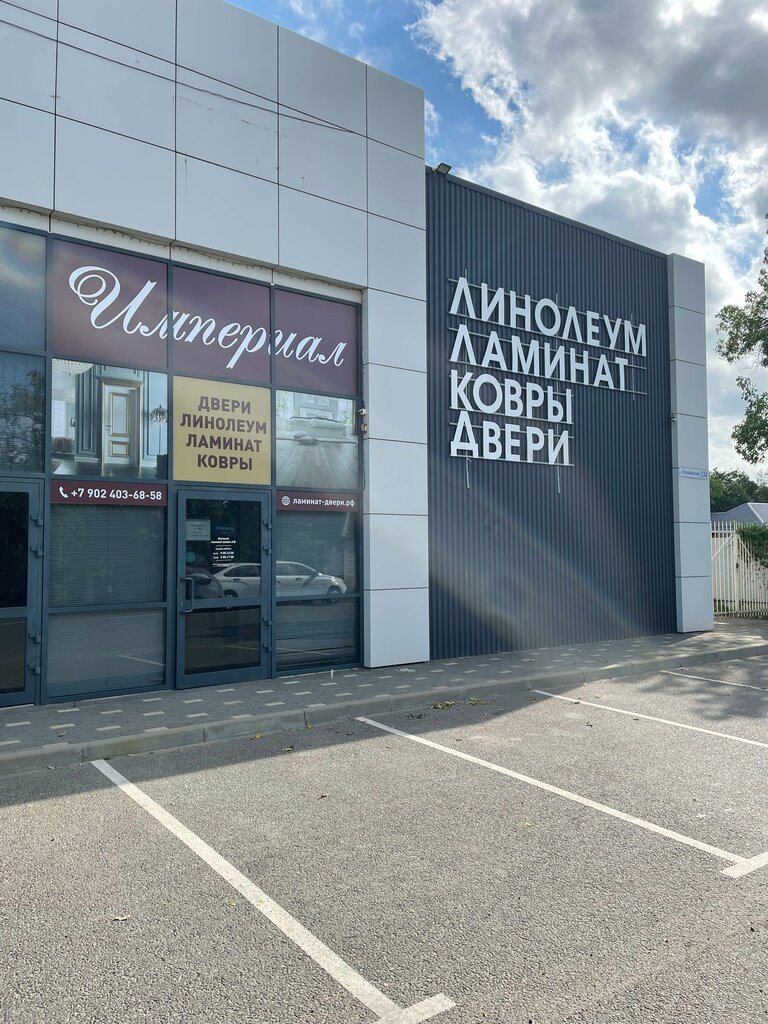 Империал
ДВЕРИ
ЛИНОЛЕУМ
ЛАМИНАТ
КОВРЫ
+7 902 403-68-58
ламинат-двери.рф
ЛИНОЛЕУМ
ЛАМИНАТ
КОВРЫ
ДВЕРИ